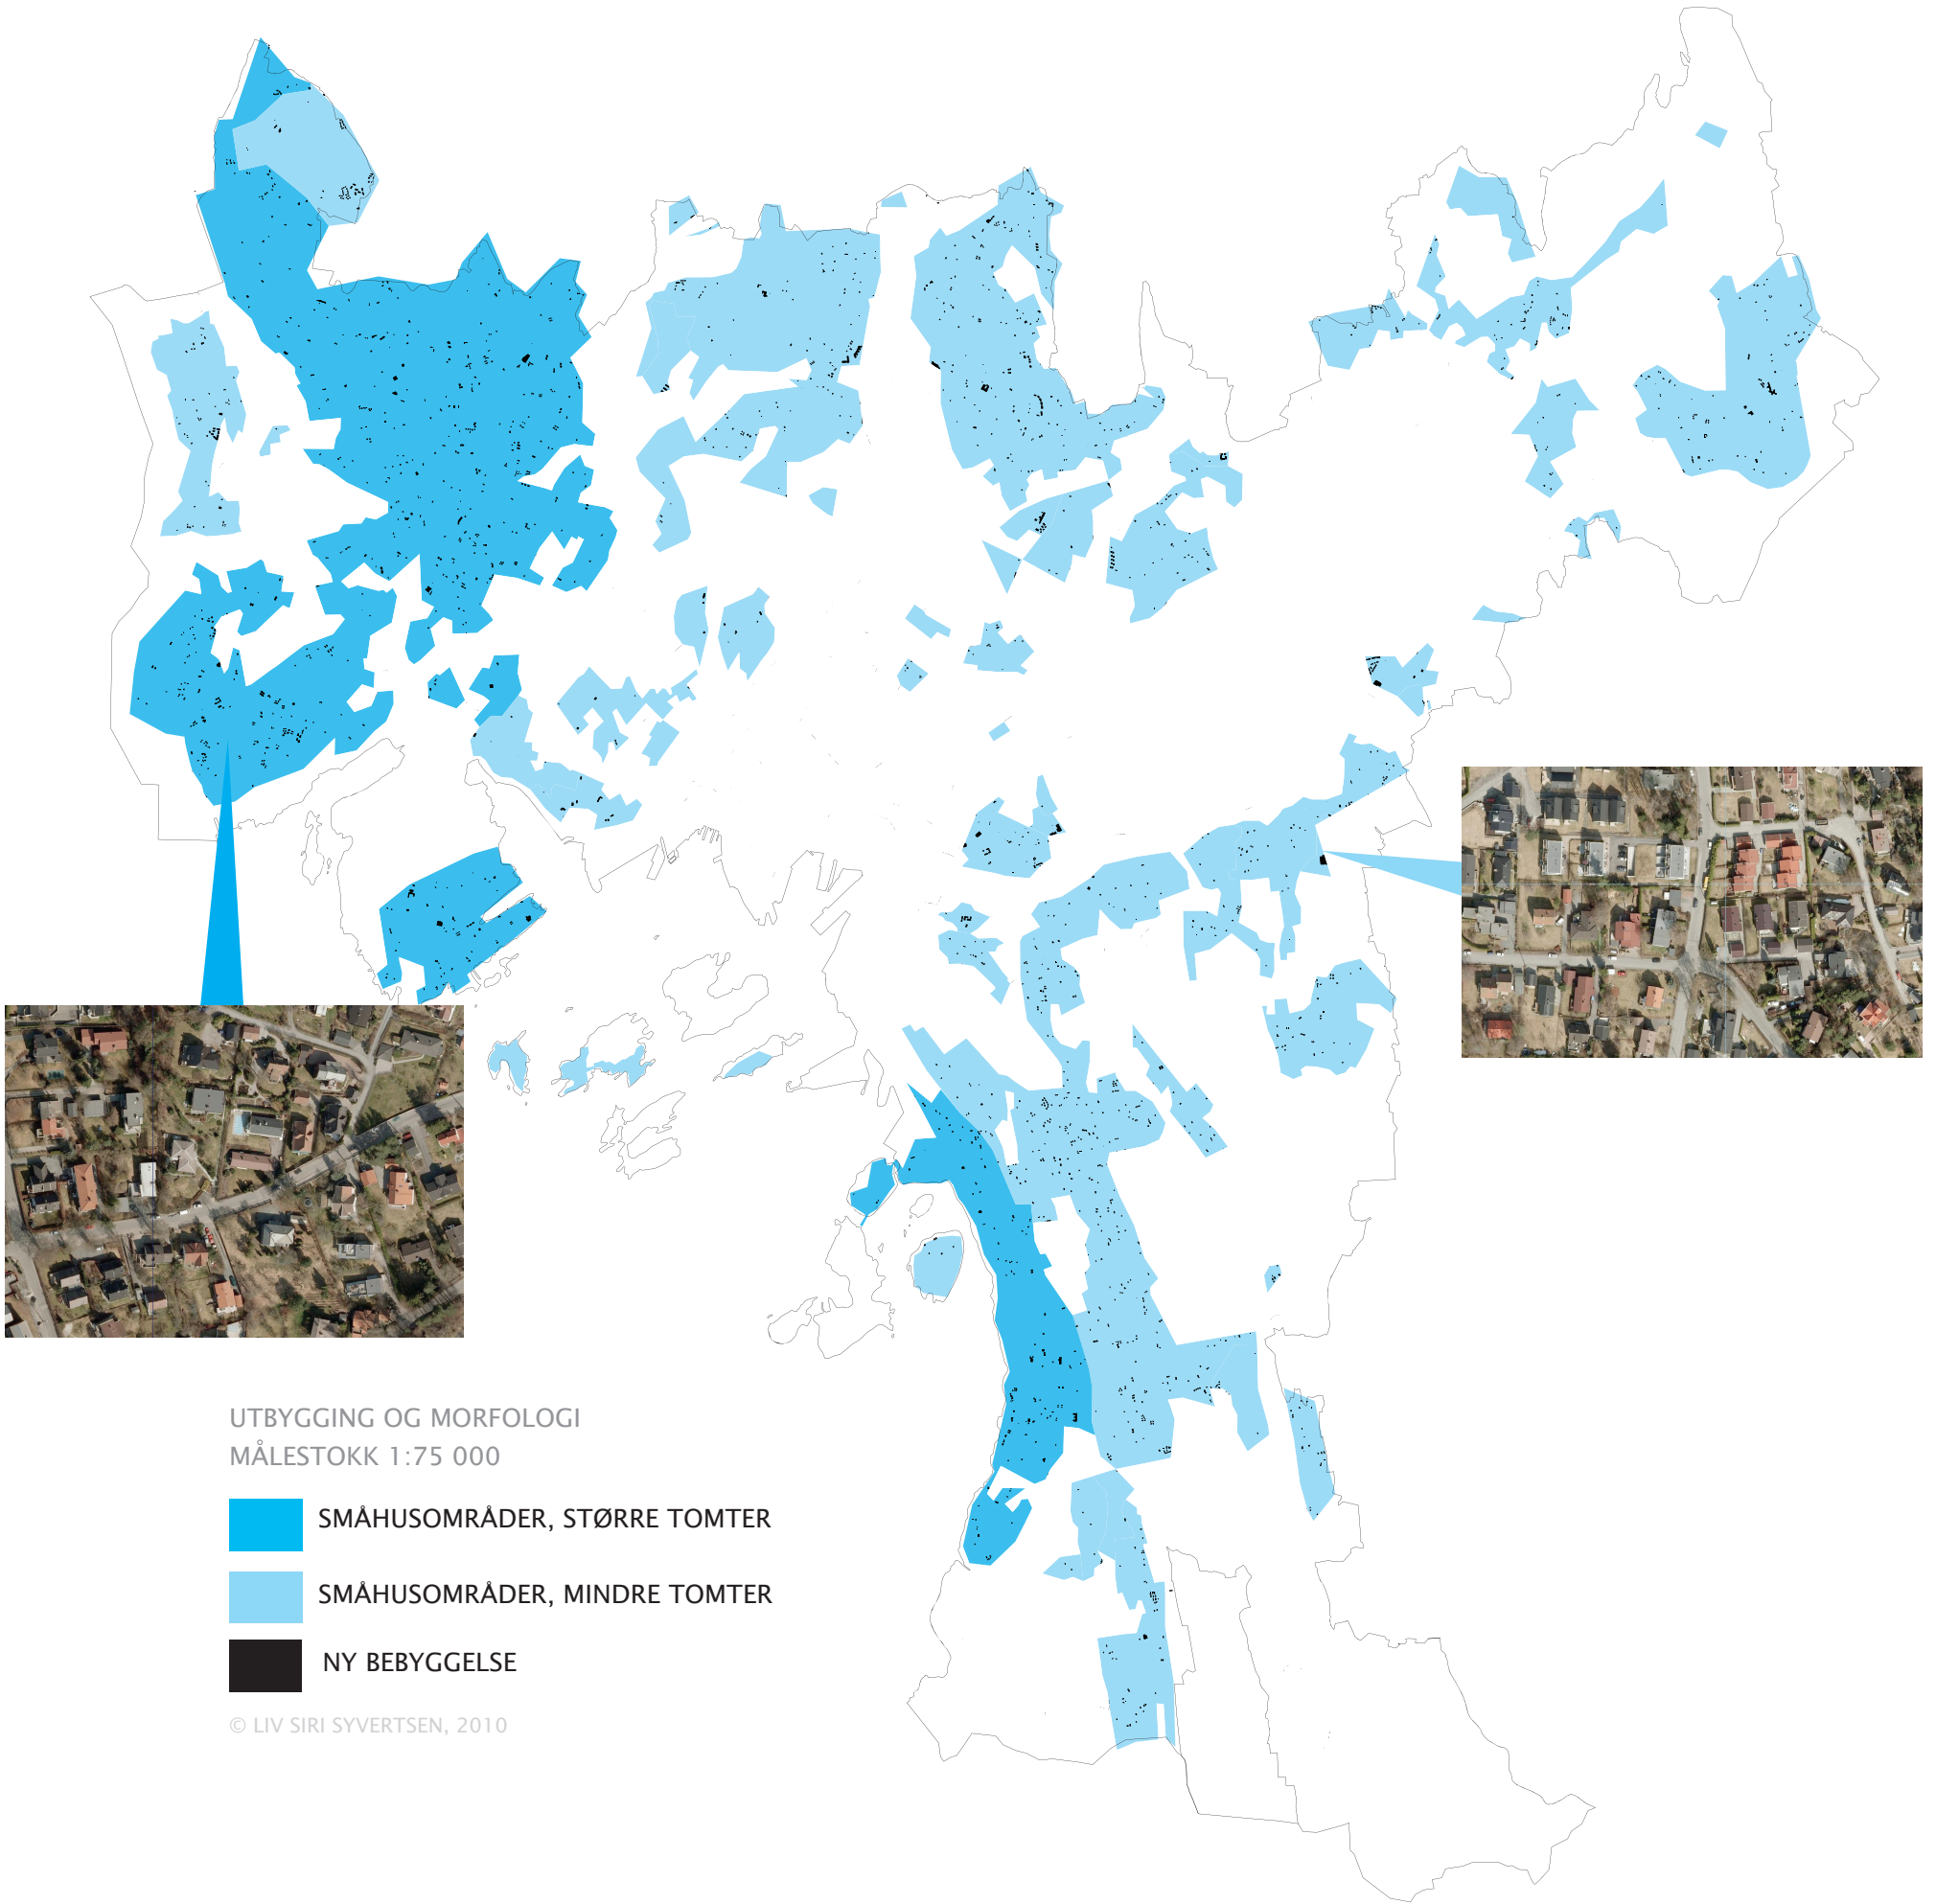 UTBYGGING OG MORFOLOGI
MÅLESTOKK 1:75 000
SMÅHUSOMRÅDER, STØRRE TOMTER
SMÅHUSOMRÅDER, MINDRE TOMTER
NY BEBYGGELSE
© LIV SIRI SYVERTSEN, 2010